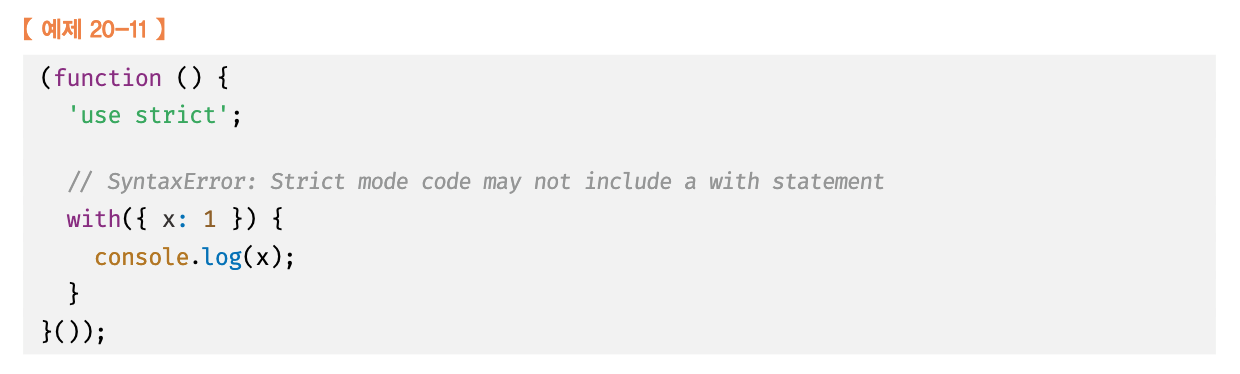 【 예제 20-11 】
(function () {
  'use strict';

  // SyntaxError: Strict mode code may not include a with statement
  with({ x: 1 }) {
    console.log(x);
  }
}());